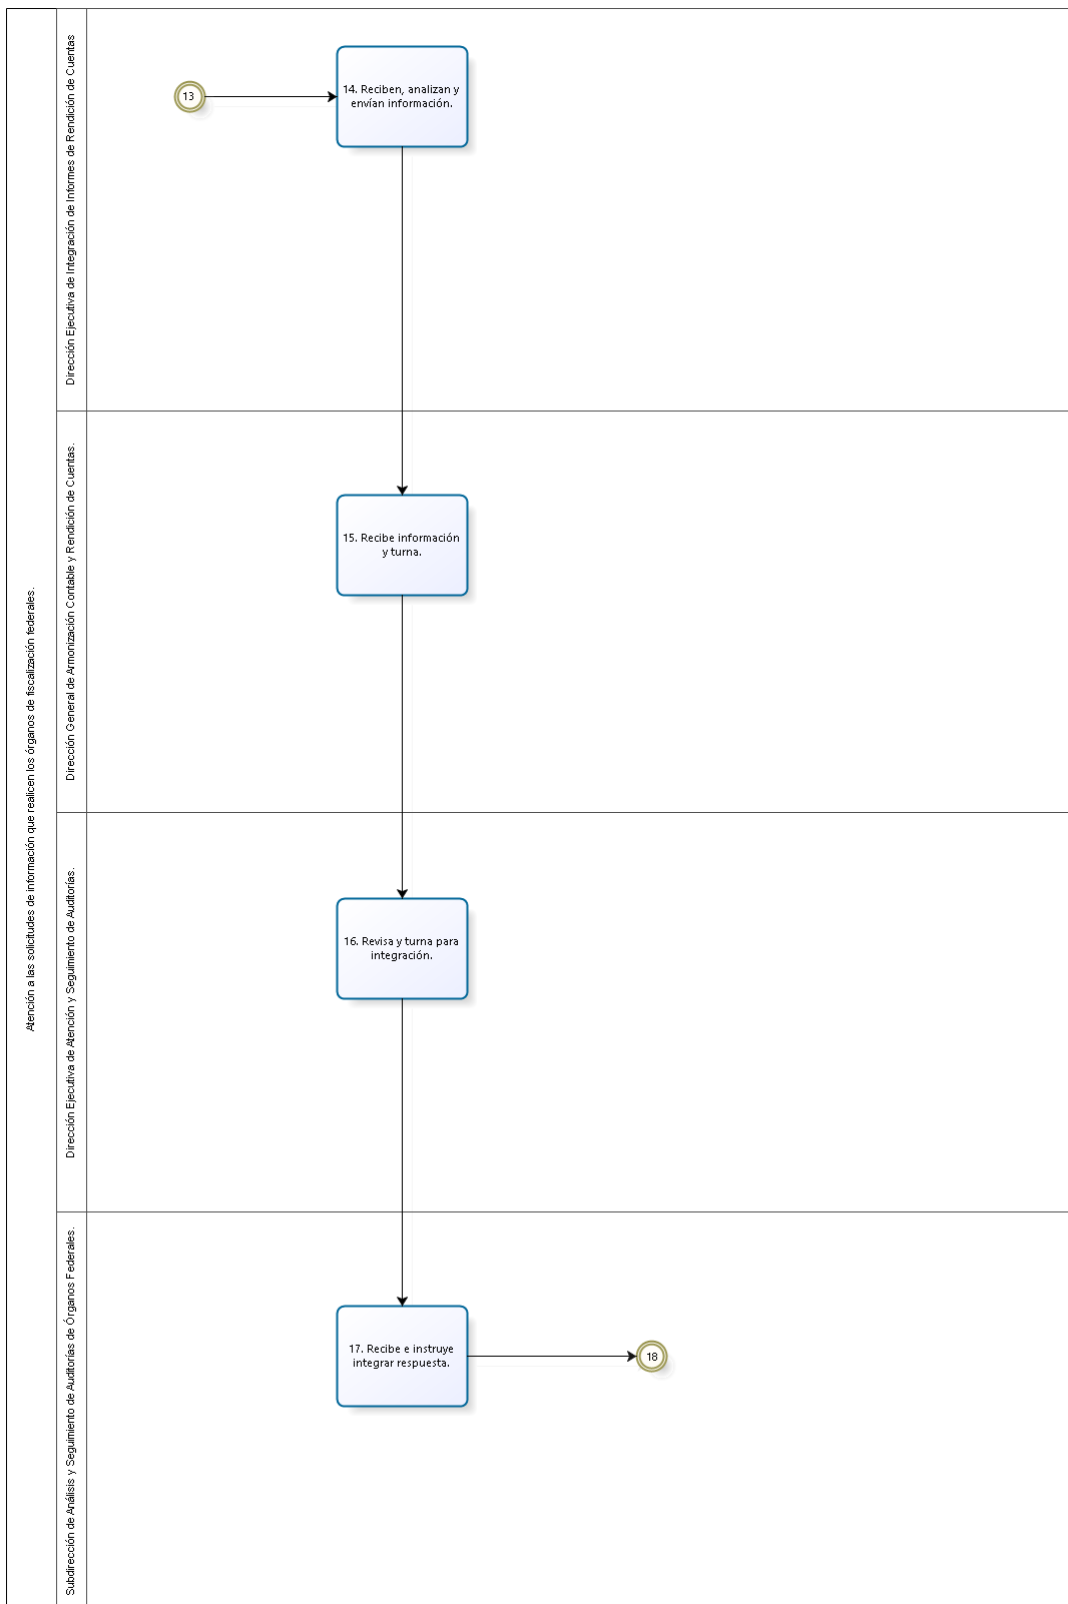 Atención a las solicitudes de información que realicen los órganos de fiscalización federales.
Dirección Ejecutiva de Integración de Informes de Rendición de Cuentas
13
14. Reciben, analizan y
envían información.
Dirección General de Armonización Contable y Rendición de Cuentas.
15. Recibe información
y turna.
Dirección Ejecutiva de Atención y Seguimiento de Auditorías.
16. Revisa y turna para
integración.
Subdirección de Análisis y Seguimiento de Auditorías de Órganos Federales.
17. Recibe e instruye
integrar respuesta.
18